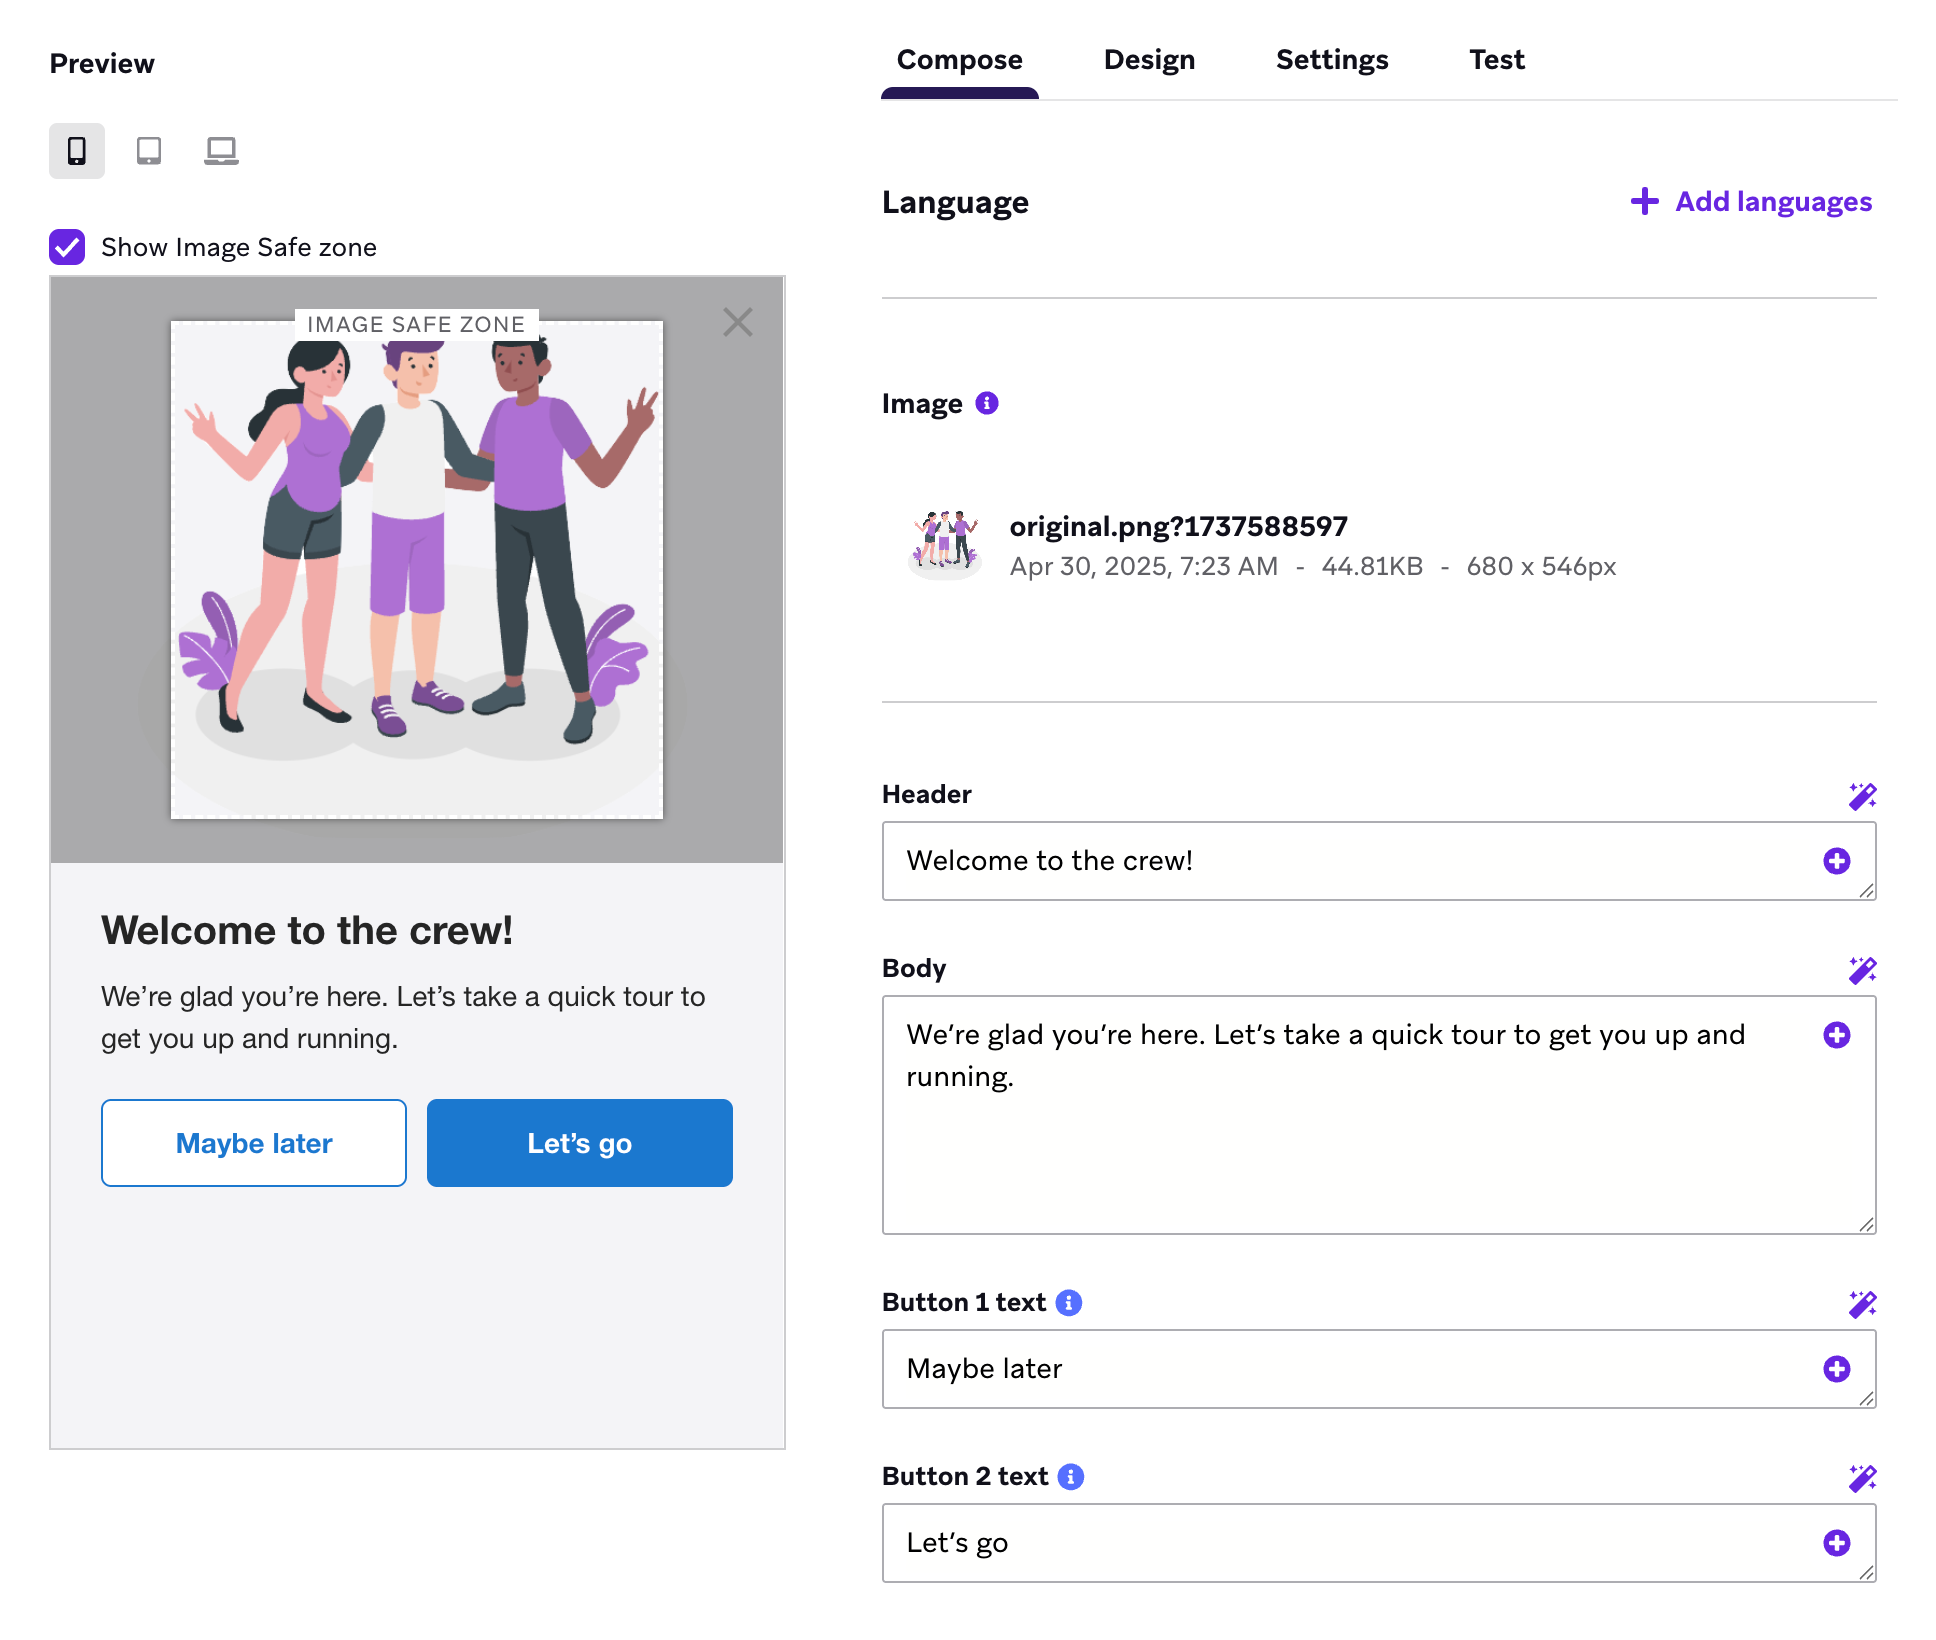 Preview
Show Image Safe zone
IMAGE SAFE ZONE
Welcome to the crew!
We’re glad you’re here. Let’s take a quick tour to
get you up and running.
Maybe later
Let’s go
Compose Design Settings Test
Language
Add languages
Image
original.png?1737588597
Apr 30, 2025, 7:23 AM - 44.81KB - 680 x 546px
Header
Welcome to the crew!
Body
We’re glad you’re here. Let’s take a quick tour to get you up and
running.
Button 1 text
Maybe later
Button 2 text
Let’s go